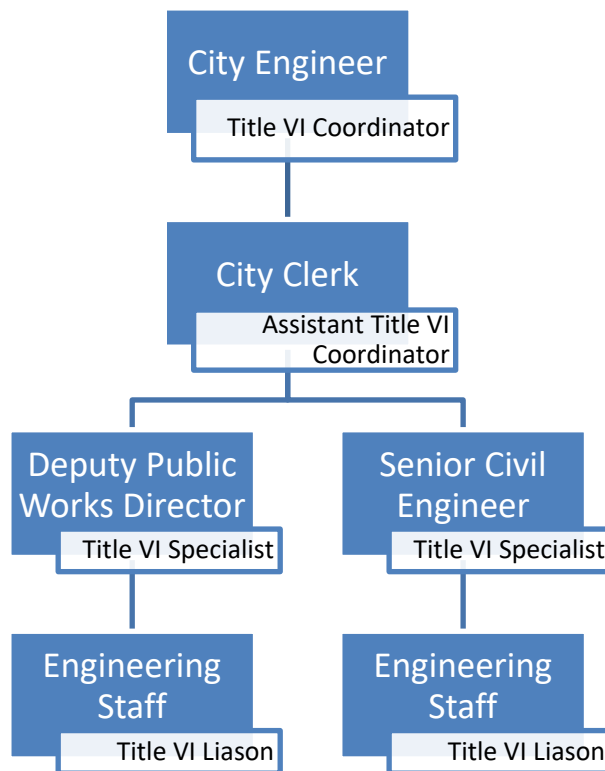 City Engineer
Title VI Coordinator
City Clerk
Assistant Title VI
Coordinator
Deputy Public
Works Director
Title VI Specialist
Senior Civil
Engineer
Title VI Specialist
Engineering
Staff
Title VI Liason
Engineering
Staff
Title VI Liason